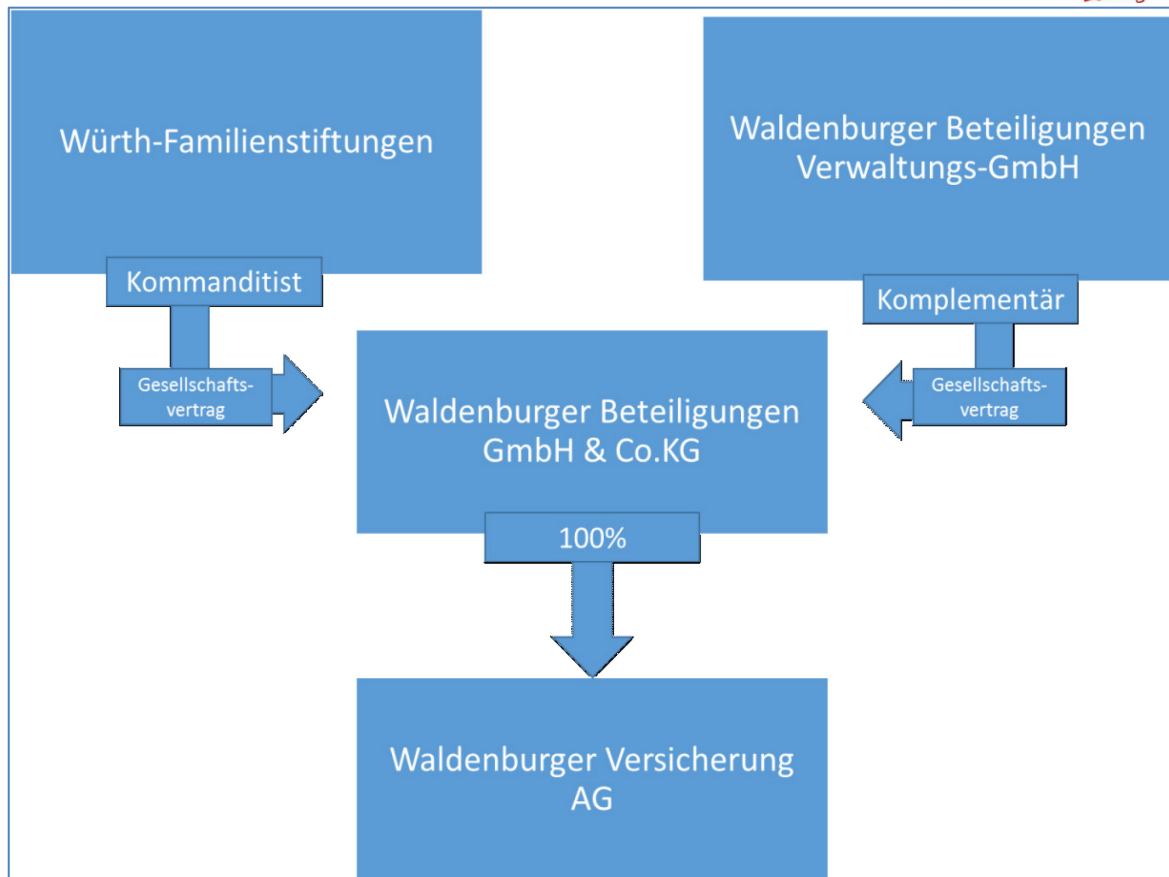 Würth-Familienstiftungen
Waldenburger Beteiligungen
Verwaltungs-GmbH
Kommanditist
Komplementär
Gesellschafts-
vertrag
Gesellschafts-
vertrag
Waldenburger Beteiligungen
GmbH & Co.KG
100%
Waldenburger Versicherung
AG